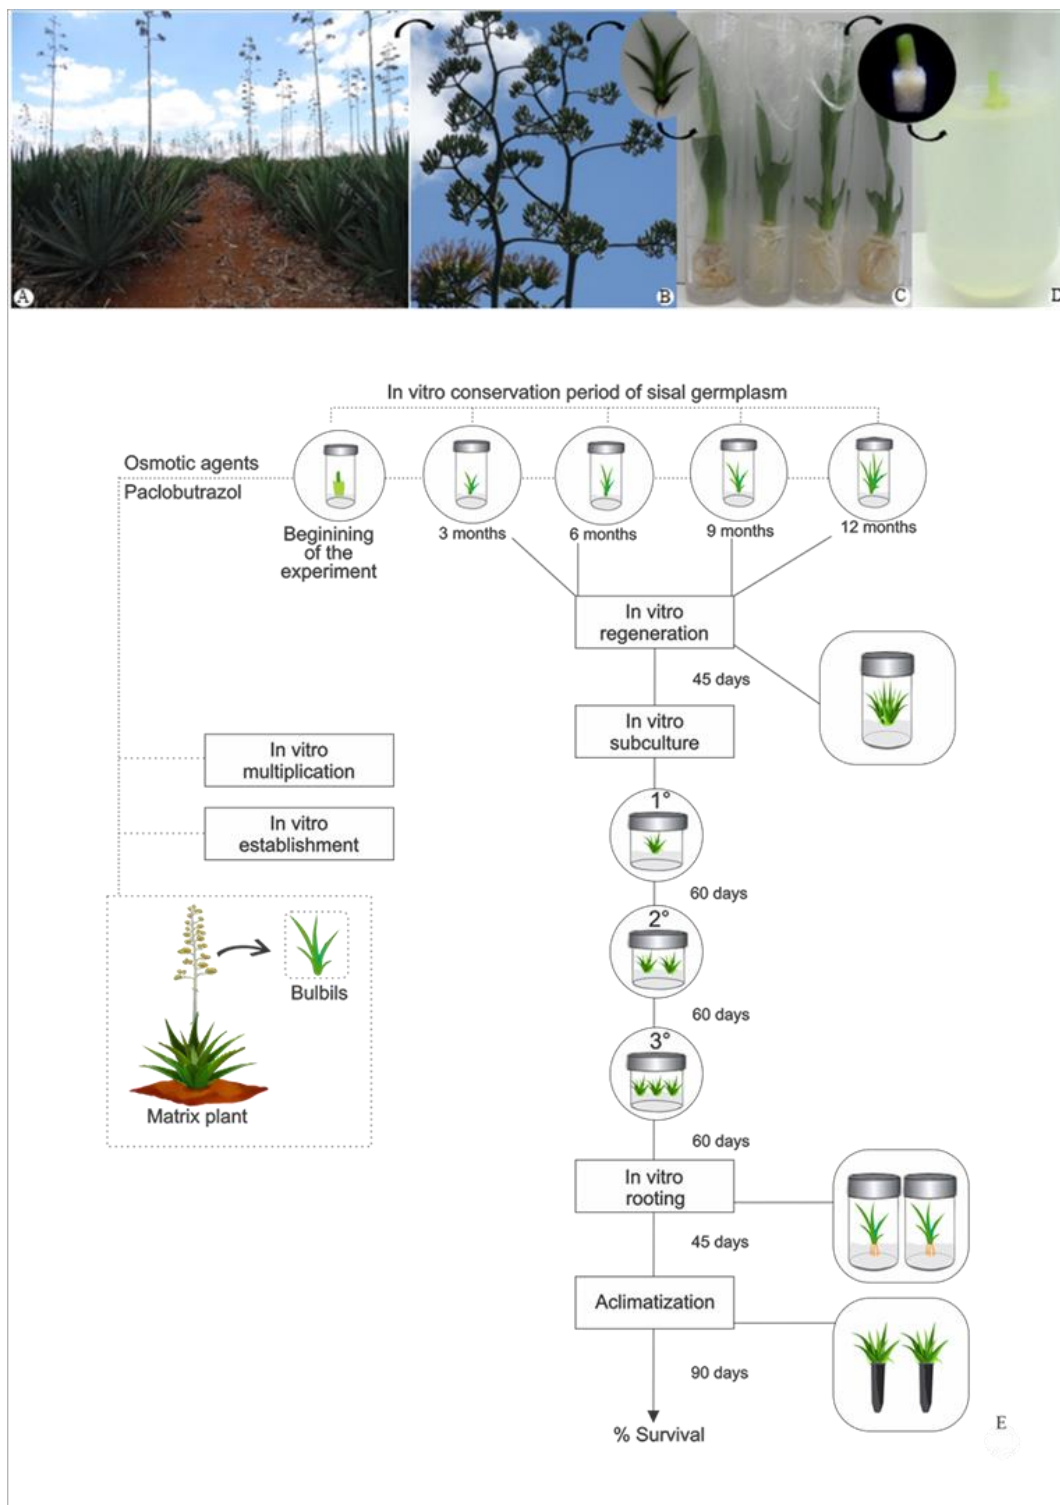 A
B
C
D
In vitro conservation period of sisal germplasm
Osmotic agents
Paclobutrazol
Beginining
of the
experiment
3 months
6 months
9 months
12 months
In vitro
regeneration
45 days
In vitro
subculture
In vitro
multiplication
1°
In vitro
establishment
60 days
2°
Bulbils
60 days
3°
Matrix plant
60 days
In vitro
rooting
45 days
Aclimatization
90 days
% Survival
E